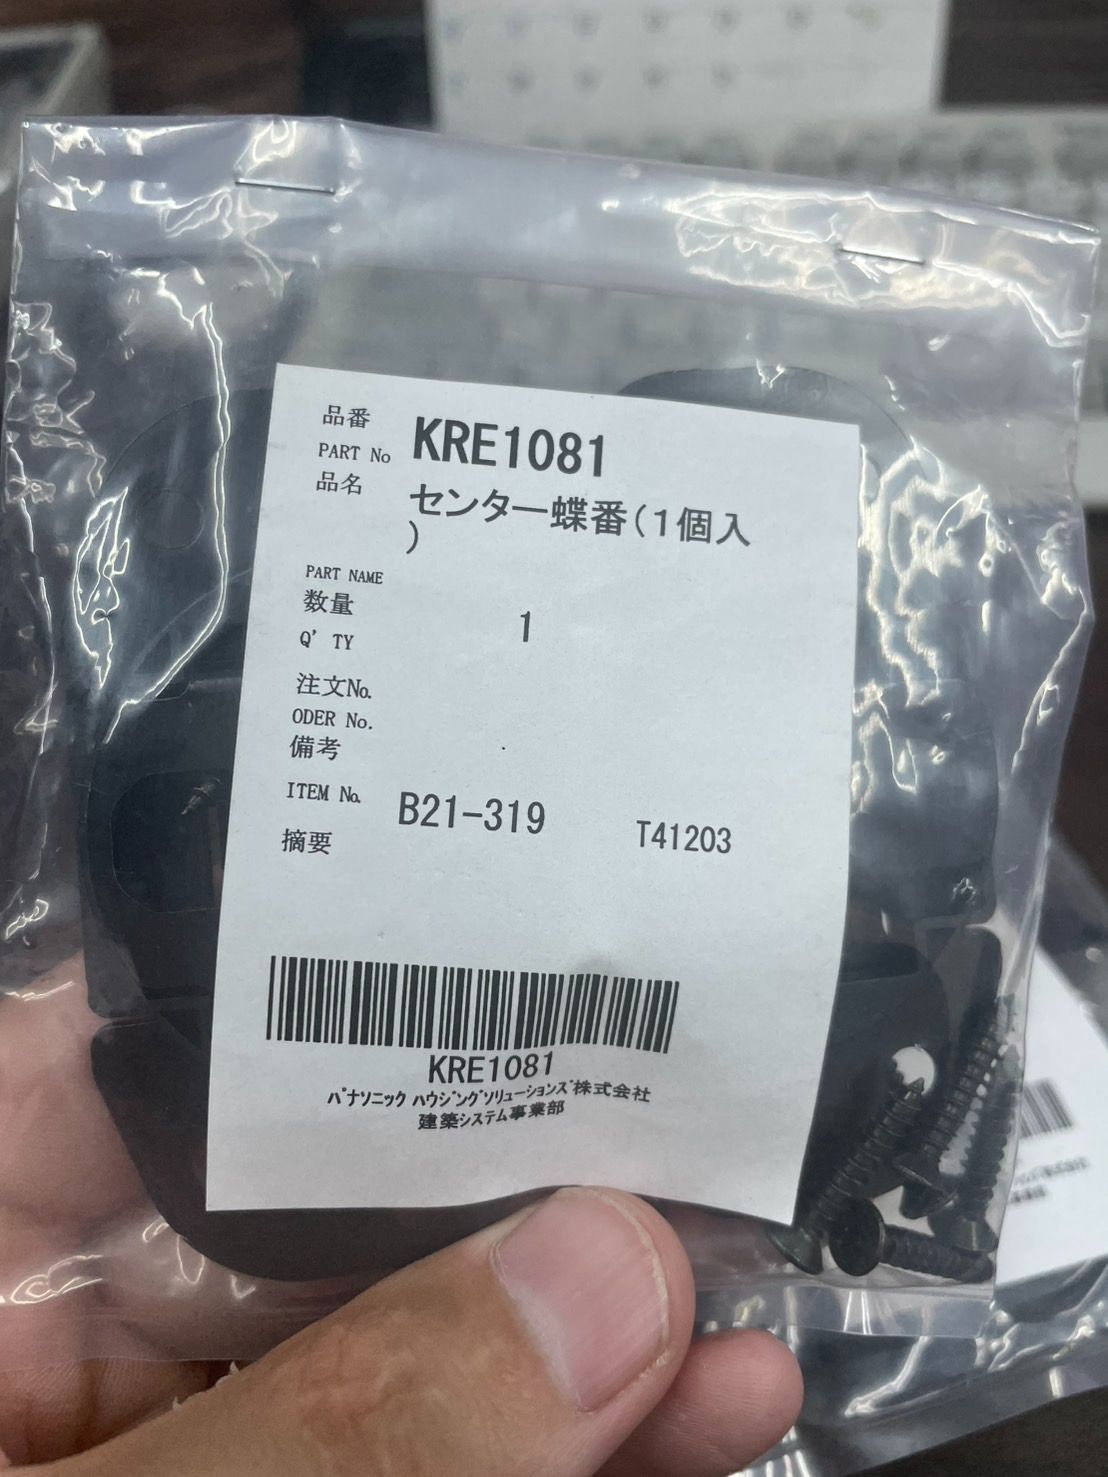 品番
PART No KRE1081
品名 センター蝶番(1個入
)
PART NAME
数量
Q' TY 1
注文No.
ODER No.
備考
ITEM No. B21-319 T41203
摘要
KRE1081
パナソニック ハウジングソリューションズ株式会社
建築システム事業部